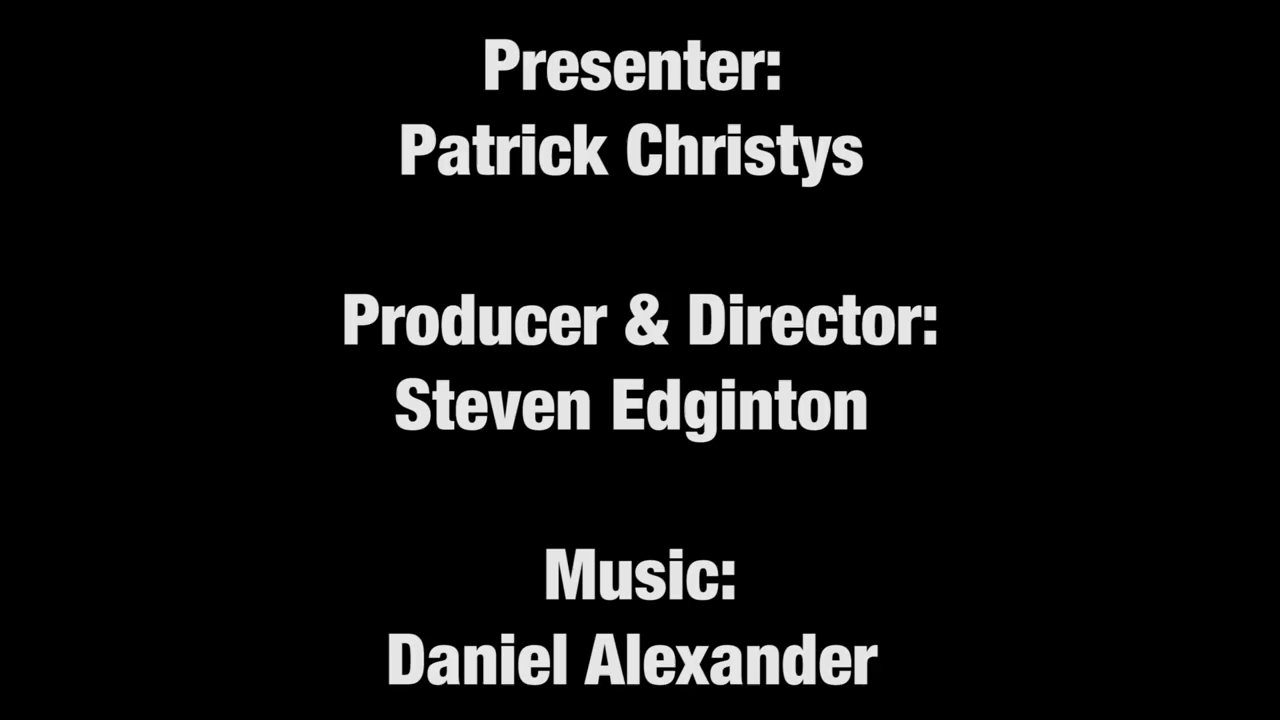 Presenter:
Patrick Christys
Producer & Director:
Steven Edginton
Music:
Daniel Alexander